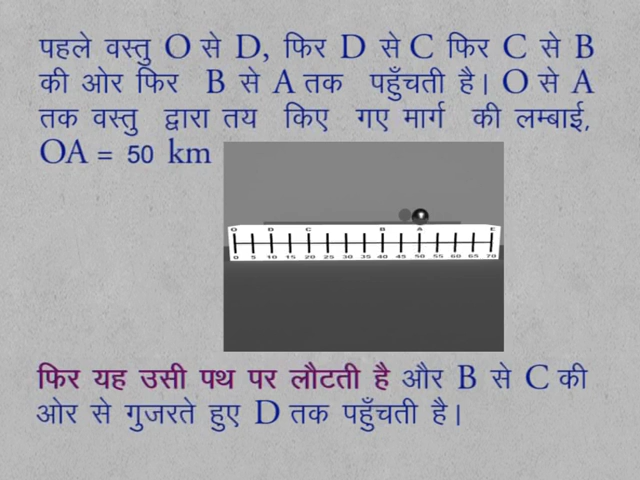 पहले वस्तु O से D, फिर D से C फिर C से B
की ओर फिर B से A तक पहुँचती है। O से A
तक वस्तु द्वारा तय किए गए मार्ग की लम्बाई,
OA = 50 km
O D C B A E
0 5 10 15 20 25 30 35 40 45 50 55 60 65 70
फिर यह उसी पथ पर लौटती है और B से C की
ओर से गुजरते हुए D तक पहुँचती है।